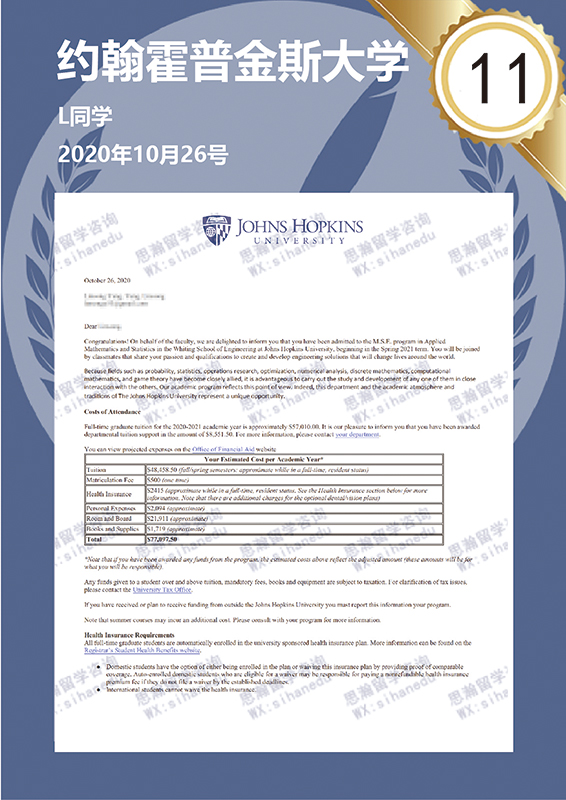 约翰霍普金斯大学
11
L同学
2020年10月26号
JOHNS HOPKINS
UNIVERSITY
思瀚留学咨询
WX:sihanedu
October 26, 2020
Dear
Congratulations! On behalf of the faculty, we are delighted to inform you that you have been admitted to the M.S.E. program in Applied
Mathematics and Statistics in the Whiting School of Engineering at Johns Hopkins University, beginning in the Spring 2021 term. You will be joined
by classmates that share your passion and qualifications to create and develop engineering solutions that will change lives around the world.
Because fields such as probability, statistics, operations research, optimization, numerical analysis, discrete mathematics, computational
mathematics, and game theory have become closely allied, it is advantageous to carry out the study and development of any one of them in close
interaction with the others. Our academic program reflects this point of view. Indeed, this department and the academic atmosphere and
traditions of The Johns Hopkins University represent a unique opportunity.
Costs of Attendance
Full-time graduate tuition for the 2020-2021 academic year is approximately $57,010.00. It is our pleasure to inform you that you have been awarded
departmental tuition support in the amount of $8,551.50. For more information, please contact your department.
You can view projected expenses on the Office of Financial Aid website
Your Estimated Cost per Academic Year*
Tuition $48,458.50 (full/spring semesters: approximate while in a full-time, resident status)
Matriculation Fee $500 (one time)
Health Insurance $2415 (approximate while in a full-time, resident status. See the Health Insurance section below for more
information. Note that there are additional charges for the optional dental/vision plans)
Personal Expenses $2,094 (approximate)
Room and Board $21,911 (approximate)
Books and Supplies $1,719 (approximate)
Total $77,097.50
*Note that if you have been awarded any funds from the program, the estimated costs above reflect the adjusted amount (these amounts will be for
what you will be responsible).
Any funds given to a student over and above tuition, mandatory fees, books and equipment are subject to taxation. For clarification of tax issues,
please contact the University Tax Office.
If you have received or plan to receive funding from outside the Johns Hopkins University you must report this information your program.
Note that summer courses may incur an additional cost. Please consult with your program for more information.
Health Insurance Requirements
All full-time graduate students are automatically enrolled in the university sponsored health insurance plan. More information can be found on the
Registrar's Student Health Benefits website.
• Domestic students have the option of either being enrolled in the plan or waiving this insurance plan by providing proof of comparable
coverage. Auto-enrolled domestic students who are eligible for a waiver may be responsible for paying a nonrefundable health insurance
premium fee if they do not file a waiver by the established deadlines.
• International students cannot waive the health insurance.